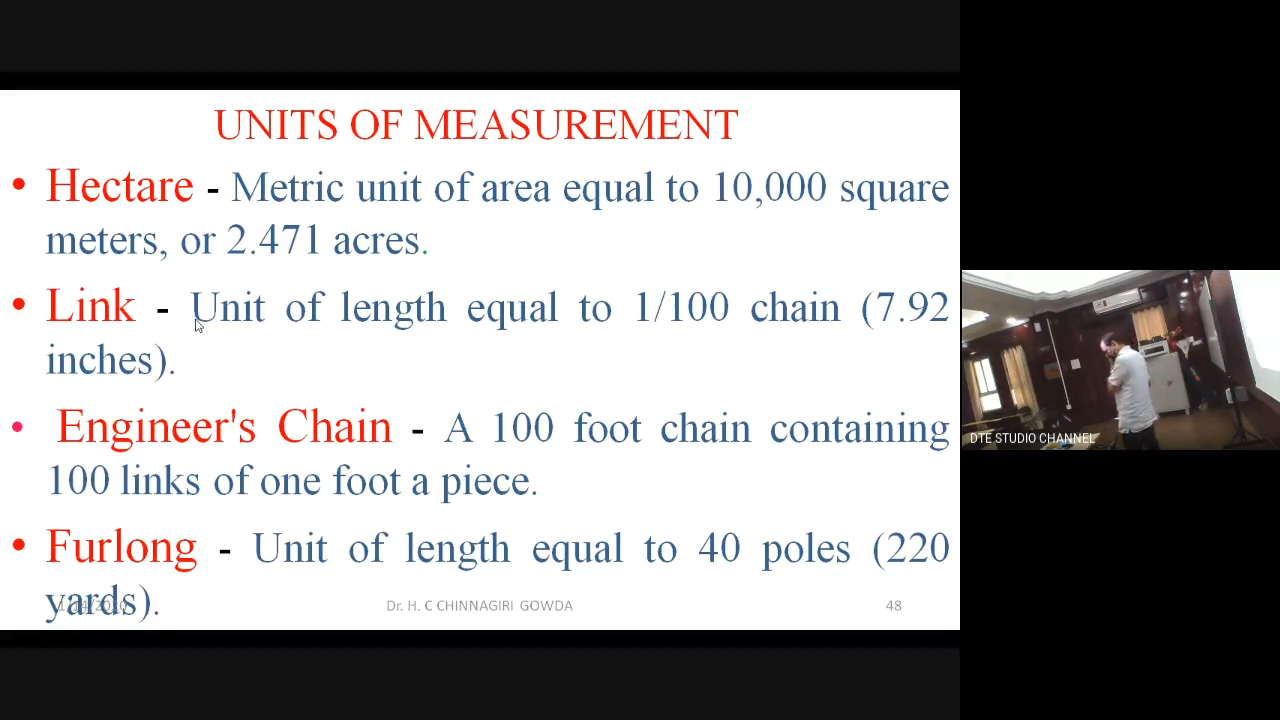 UNITS OF MEASUREMENT
• Hectare - Metric unit of area equal to 10,000 square
meters, or 2.471 acres.
• Link - Unit of length equal to 1/100 chain (7.92
inches).
• Engineer's Chain - A 100 foot chain containing
100 links of one foot a piece.
• Furlong - Unit of length equal to 40 poles (220
yards).
Dr. H. C CHINNAGIRI GOWDA
48
DTE STUDIO CHANNEL